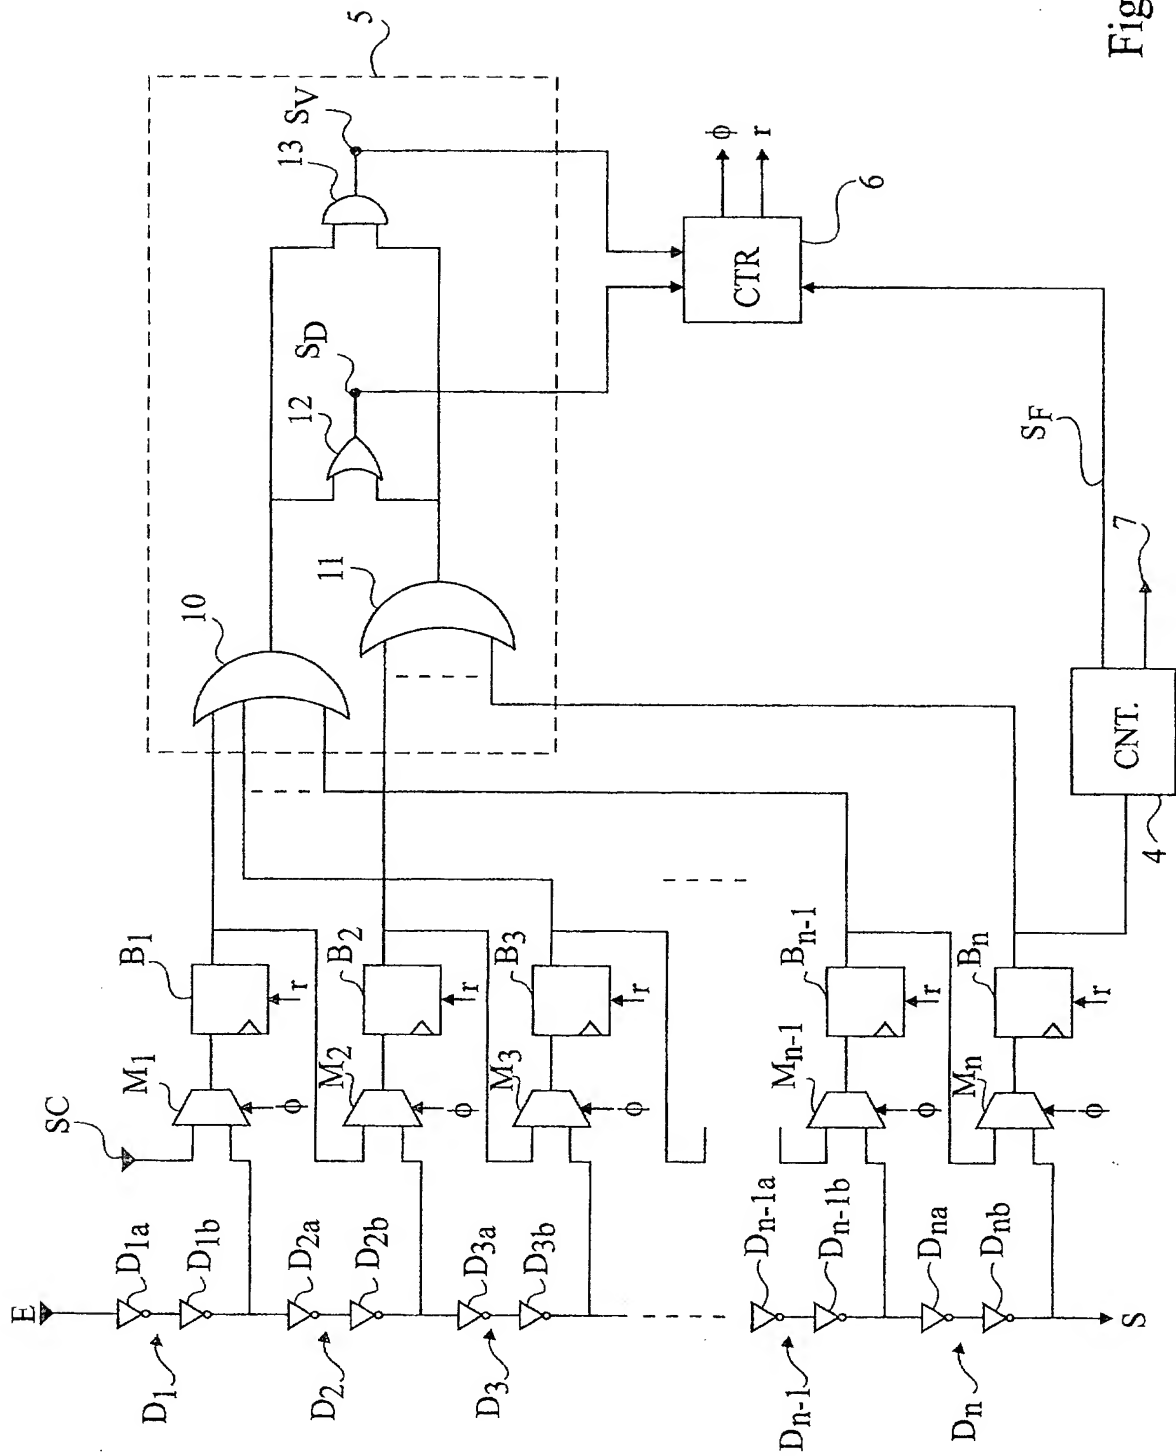 Fig
5
SV
13
SD
12
11
10
φ
r
6
CTR
SF
7
CNT.
4
B1
r
B2
r
B3
r
Bn-1
r
Bn
r
SC
M1
φ
M2
φ
M3
φ
Mn-1
φ
Mn
φ
E
D1a
D1b
D2a
D2b
D3a
D3b
Dn-1a
Dn-1b
Dna
Dnb
S
D1
D2
D3
Dn-1
Dn